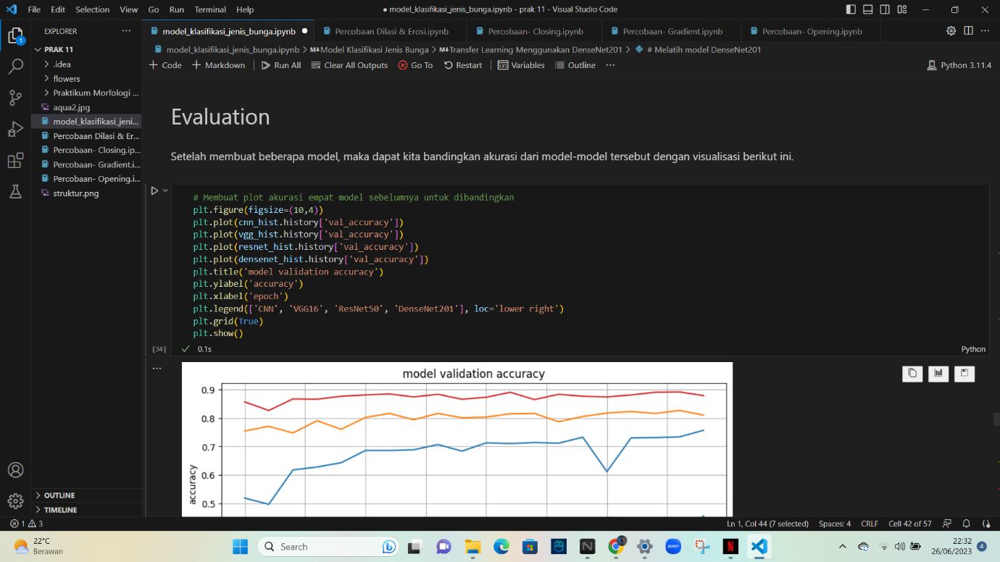 File Edit Selection View Go Run Terminal Help
● model_klasifikasi_jenis_bunga.ipynb - prak 11 - Visual Studio Code
EXPLORER
PRAK 11
.idea
flowers
Praktikum Morfologi ...
aqua2.jpg
model_klasifikasi_jeni...
Percobaan Dilasi & Er...
Percobaan- Closing.ip...
Percobaan- Gradient.i...
Percobaan- Opening.i...
struktur.png
OUTLINE
TIMELINE
model_klasifikasi_jenis_bunga.ipynb ● Percobaan Dilasi & Erosi.ipynb Percobaan- Closing.ipynb Percobaan- Gradient.ipynb Percobaan- Opening.ipynb
model_klasifikasi_jenis_bunga.ipynb > M↓Model Klasifikasi Jenis Bunga > M↓Transfer Learning Menggunakan DenseNet201 > # Melatih model DenseNet201
+ Code + Markdown Run All Clear All Outputs Go To Restart Variables Outline ... Python 3.11.4
Evaluation
Setelah membuat beberapa model, maka dapat kita bandingkan akurasi dari model-model tersebut dengan visualisasi berikut ini.
# Membuat plot akurasi empat model sebelumnya untuk dibandingkan
plt.figure(figsize=(10,4))
plt.plot(cnn_hist.history['val_accuracy'])
plt.plot(vgg_hist.history['val_accuracy'])
plt.plot(resnet_hist.history['val_accuracy'])
plt.plot(densenet_hist.history['val_accuracy'])
plt.title('model validation accuracy')
plt.ylabel('accuracy')
plt.xlabel('epoch')
plt.legend(['CNN', 'VGG16', 'ResNet50', 'DenseNet201'], loc='lower right')
plt.grid(True)
plt.show()
[34] 0.1s Python
model validation accuracy
0.9
0.8
0.7
0.6
0.5
accuracy
1 3 Ln 1, Col 44 (7 selected) Spaces: 4 CRLF Cell 42 of 57
22°C
Berawan
Search
zoom
22:32
26/06/2023
4